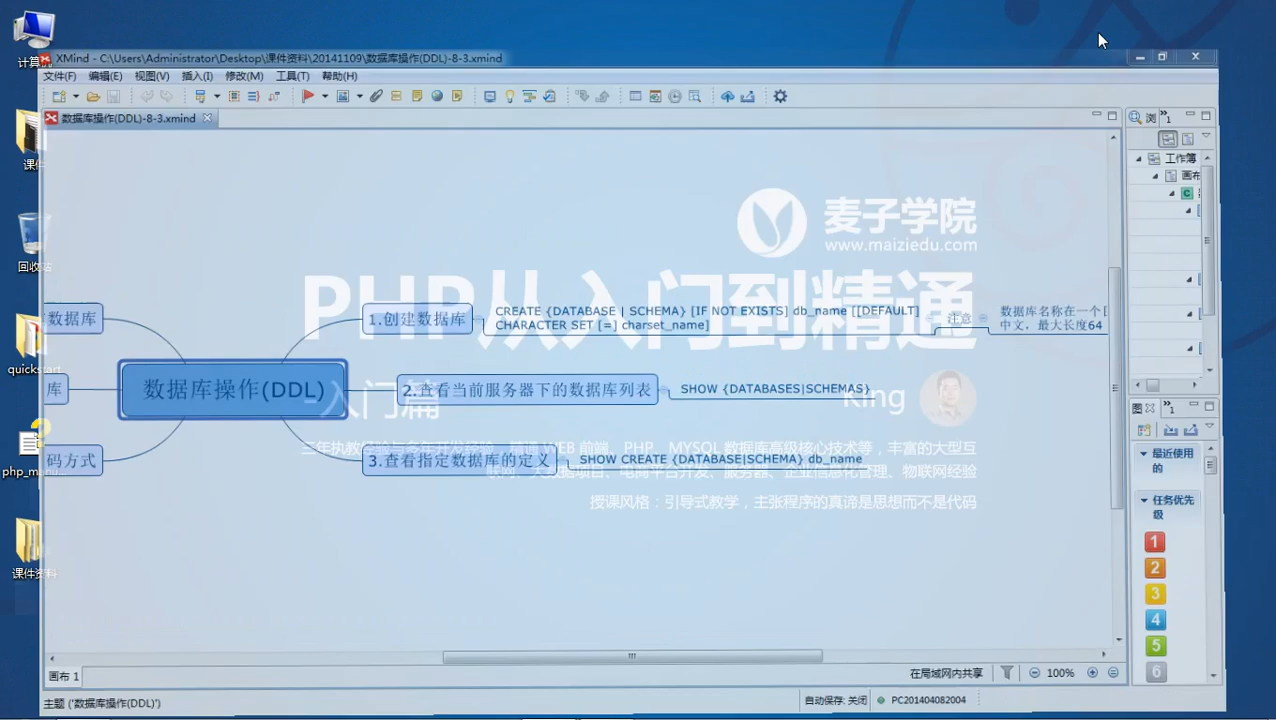 XMind - C:\Users\Administrator\Desktop\课件资料\20141109\数据库操作(DDL)-8-3.xmind
文件(F) 编辑(E) 视图(V) 插入(I) 修改(M) 工具(T) 帮助(H)
数据库操作(DDL)-8-3.xmind
浏
工作簿
画布
麦子学院
www.maiziedu.com
PHP从入门到精通
数据库
1.创建数据库
CREATE {DATABASE | SCHEMA} [IF NOT EXISTS] db_name [[DEFAULT]
CHARACTER SET [=] charset_name]
注意
数据库名称在一个
中文，最大长度64
库
数据库操作(DDL)
2.查看当前服务器下的数据库列表
SHOW {DATABASES|SCHEMAS}
-入门篇
King
码方式
3.查看指定数据库的定义
SHOW CREATE {DATABASE|SCHEMA} db_name
授课风格：引导式教学，主张程序的真谛是思想而不是代码
计算
课件
回收站
quickstart
课件资料
图
最近使用
的
任务优先
级
1
2
3
4
5
6
画布 1
在局域网内共享
100%
主题 ('数据库操作(DDL)')
自动保存: 关闭
PC201404082004